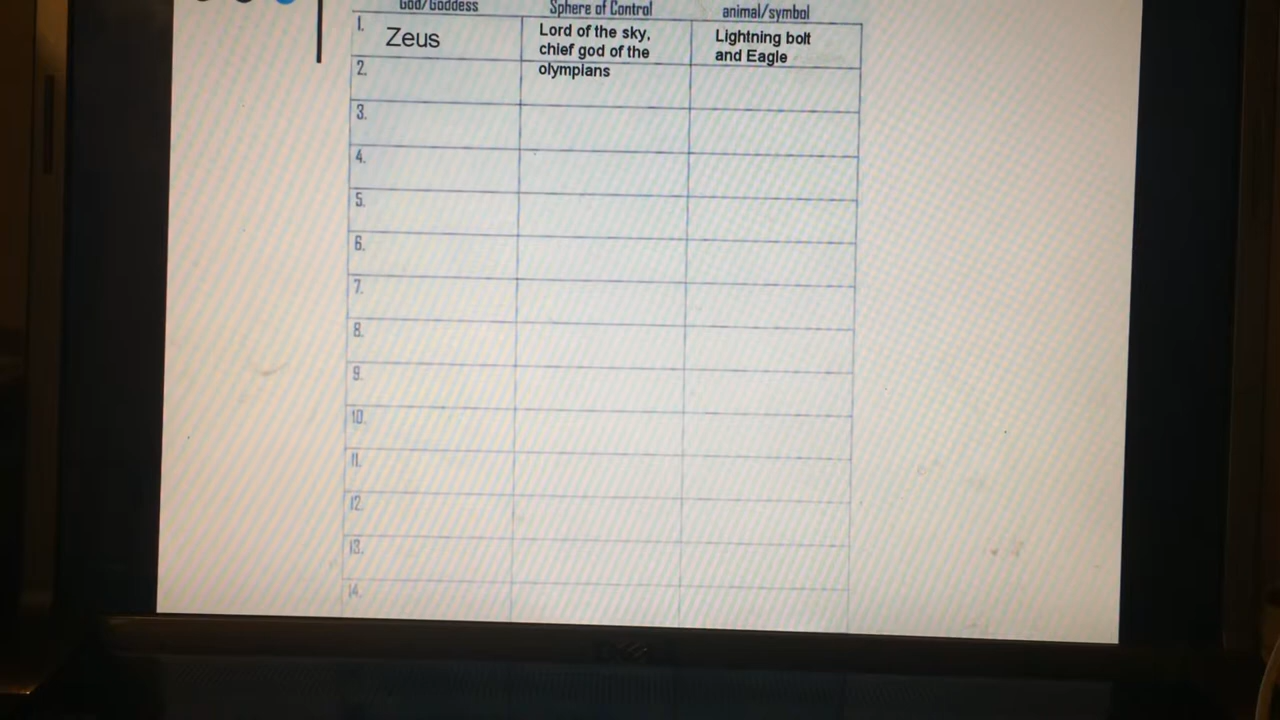 God/Goddess Sphere of Control animal/symbol
1. Zeus Lord of the sky, Lightning bolt
chief god of the and Eagle
2. olympians
3.
4.
5.
6.
7.
8.
9.
10.
11.
12.
13.
14.
DELL